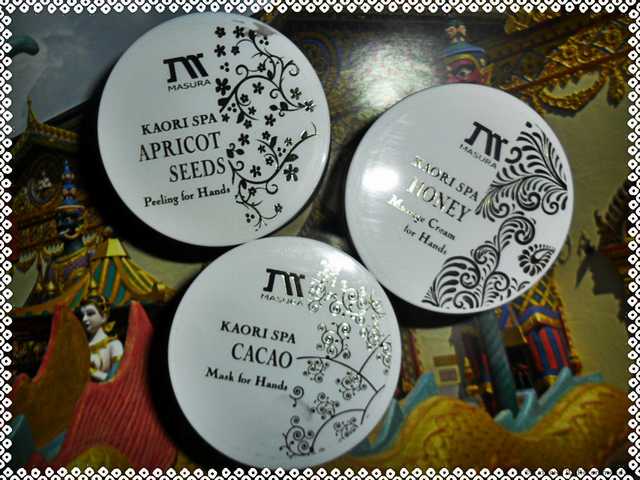 MASURA
KAORI SPA
APRICOT
SEEDS
Peeling for Hands
MASURA
KAORI SPA
HONEY
Massage Cream
for Hands
MASURA
KAORI SPA
CACAO
Mask for Hands